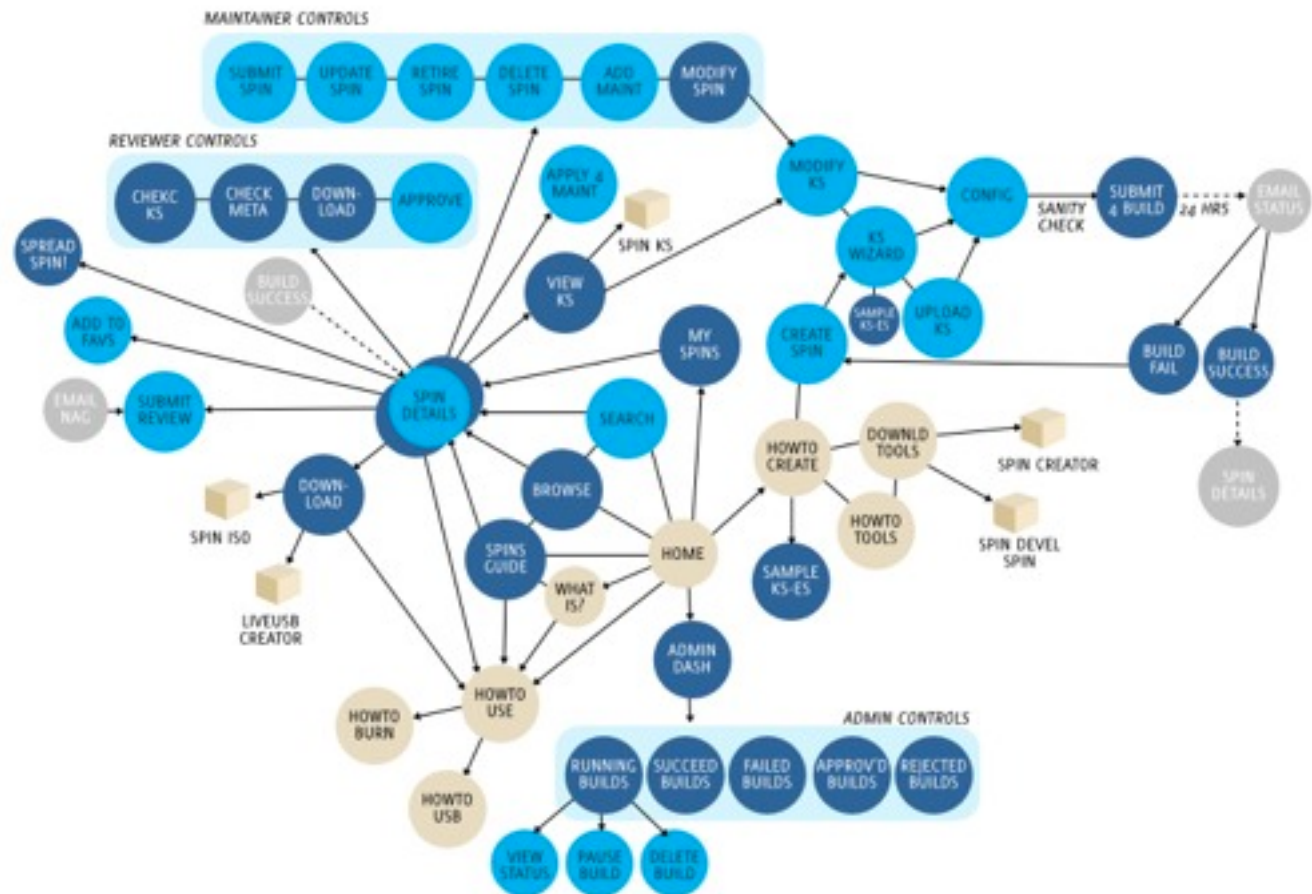 MAINTAINER CONTROLS
SUBMIT
SPIN
UPDATE
SPIN
RETIRE
SPIN
DELETE
SPIN
ADD
MAINT
MODIFY
SPIN
REVIEWER CONTROLS
CHEKC
KS
CHECK
META
DOWN-
LOAD
APPROVE
APPLY 4
MAINT
SPIN KS
VIEW
KS
MODIFY
KS
CONFIG
SANITY
CHECK
SUBMIT
4 BUILD
24 HRS
EMAIL
STATUS
KS
WIZARD
SAMPLE
KS-ES
UPLOAD
KS
CREATE
SPIN
BUILD
FAIL
BUILD
SUCCESS
SPIN
DETAILS
SPREAD
SPIN!
BUILD
SUCCESS
ADD TO
FAVS
EMAIL
NAG
SUBMIT
REVIEW
SPIN
DETAILS
MY
SPINS
SEARCH
BROWSE
DOWN-
LOAD
SPIN ISO
LIVEUSB
CREATOR
SPINS
GUIDE
WHAT
IS?
HOME
HOWTO
CREATE
DOWNLD
TOOLS
SPIN CREATOR
HOWTO
TOOLS
SPIN DEVEL
SPIN
SAMPLE
KS-ES
ADMIN
DASH
HOWTO
USE
HOWTO
BURN
HOWTO
USB
ADMIN CONTROLS
RUNNING
BUILDS
SUCCEED
BUILDS
FAILED
BUILDS
APPROV'D
BUILDS
REJECTED
BUILDS
VIEW
STATUS
PAUSE
BUILD
DELETE
BUILD